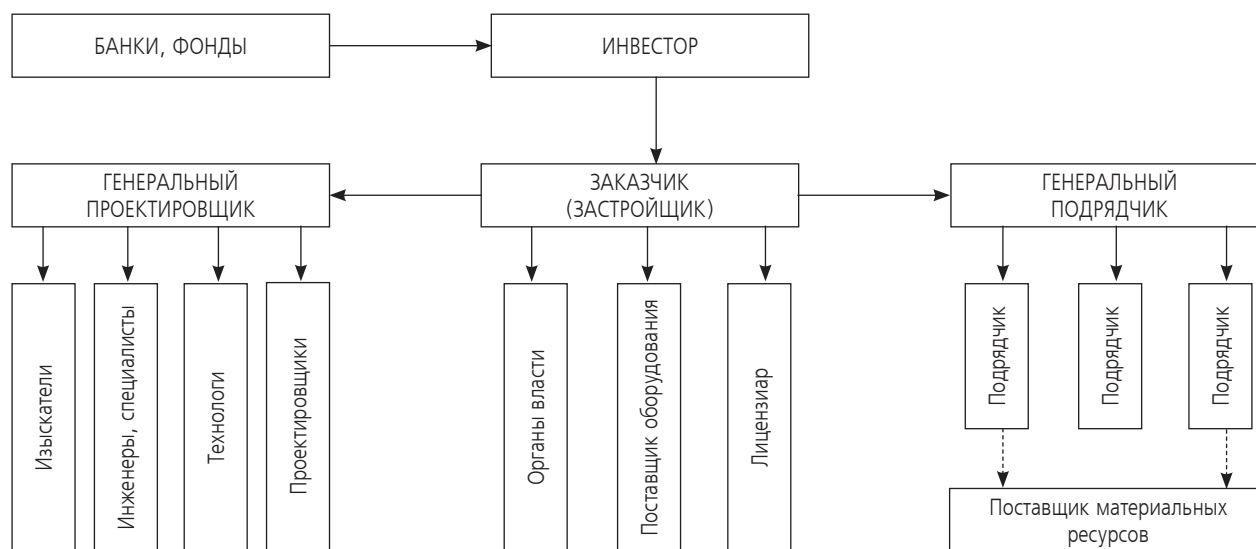 БАНКИ, ФОНДЫ
ИНВЕСТОР
ГЕНЕРАЛЬНЫЙ
ПРОЕКТИРОВЩИК
ЗАКАЗЧИК
(ЗАСТРОЙЩИК)
ГЕНЕРАЛЬНЫЙ
ПОДРЯДЧИК
Изыскатели
Инженеры, специалисты
Технологи
Проектировщики
Органы власти
Поставщик оборудования
Лицензиар
Подрядчик
Подрядчик
Подрядчик
Поставщик материальных
ресурсов